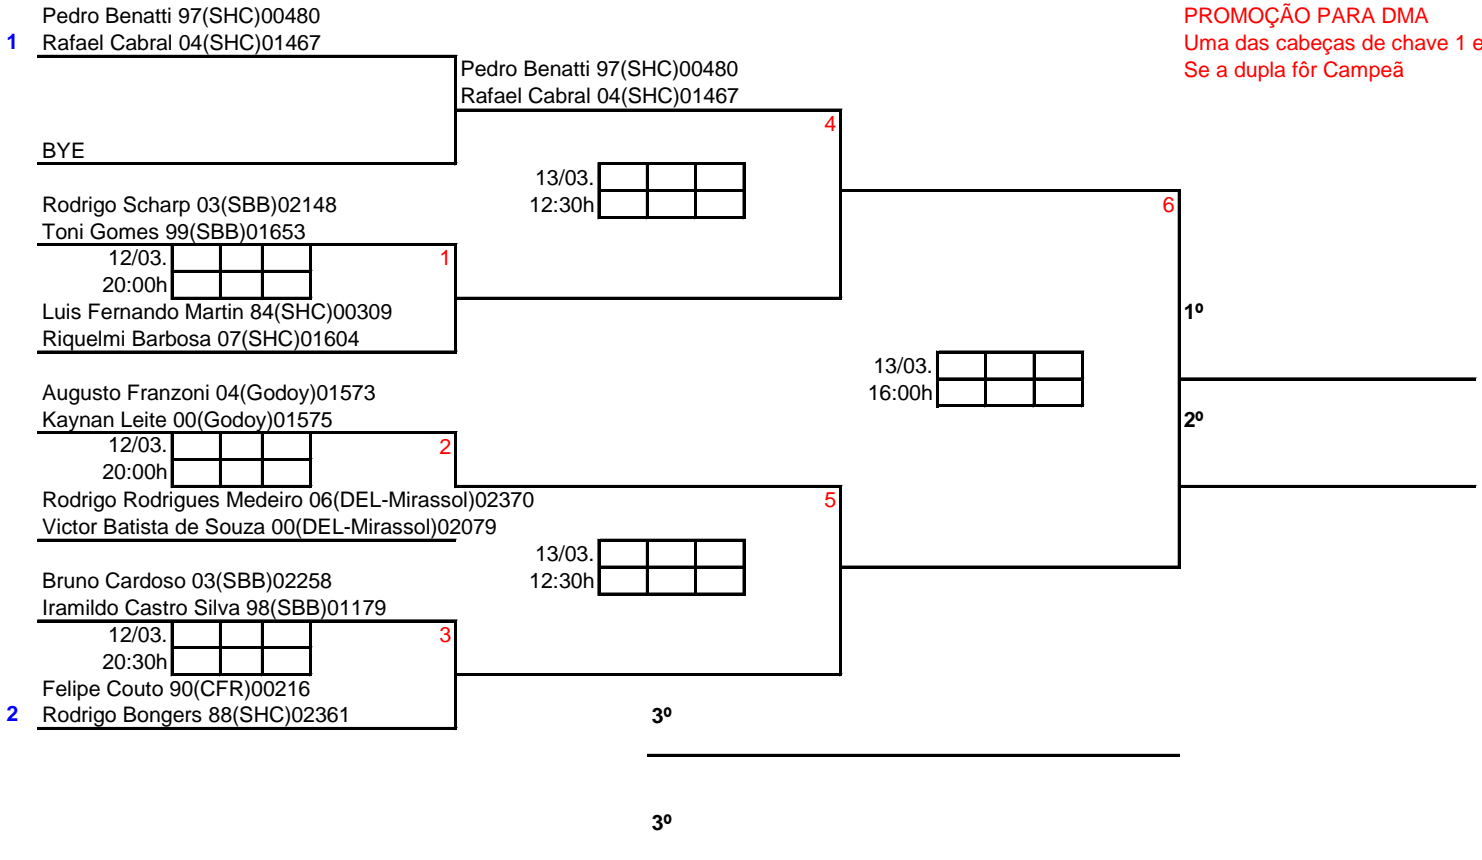 Pedro Benatti 97(SHC)00480
1 Rafael Cabral 04(SHC)01467
BYE
Rodrigo Scharp 03(SBB)02148
Toni Gomes 99(SBB)01653
12/03. 1
20:00h
Luis Fernando Martin 84(SHC)00309
Riquelmi Barbosa 07(SHC)01604
Augusto Franzoni 04(Godoy)01573
Kaynan Leite 00(Godoy)01575
12/03. 2
20:00h
Rodrigo Rodrigues Medeiro 06(DEL-Mirassol)02370
Victor Batista de Souza 00(DEL-Mirassol)02079
Bruno Cardoso 03(SBB)02258
Iramildo Castro Silva 98(SBB)01179
12/03. 3
20:30h
Felipe Couto 90(CFR)00216
2 Rodrigo Bongers 88(SHC)02361
Pedro Benatti 97(SHC)00480
Rafael Cabral 04(SHC)01467
4
13/03.
12:30h
5
13/03.
12:30h
6
13/03.
16:00h
PROMOÇÃO PARA DMA
Uma das cabeças de chave 1 e
Se a dupla fôr Campeã
1º
2º
3º
3º